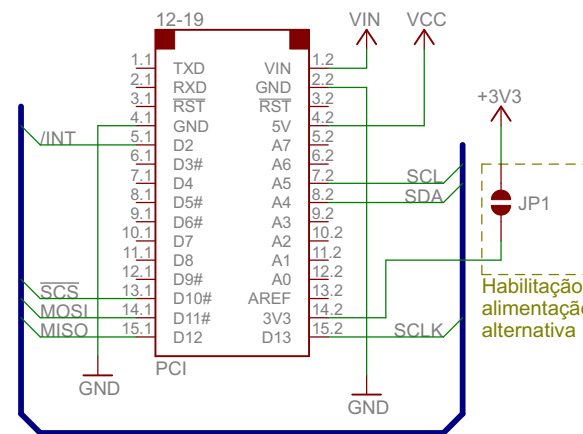 12-19 VIN VCC
1.1 TXD VIN 1.2
2.1 RXD GND 2.2
3.1 RST RST 3.2
4.1 GND 5V 4.2
/INT 5.1 D2 A7 5.2
6.1 D3# A6 6.2
7.1 D4 A5 7.2 SCL
8.1 D5# A4 8.2 SDA
9.1 D6# A3 9.2
10.1 D7 A2 10.2
11.1 D8 A1 11.2
12.1 D9# A0 12.2
SCS 13.1 D10# AREF 13.2
MOSI 14.1 D11# 3V3 14.2
MISO 15.1 D12 D13 15.2 SCLK
PCI
GND
GND
+3V3
JP1
Habilitação
alimentação
alternativa